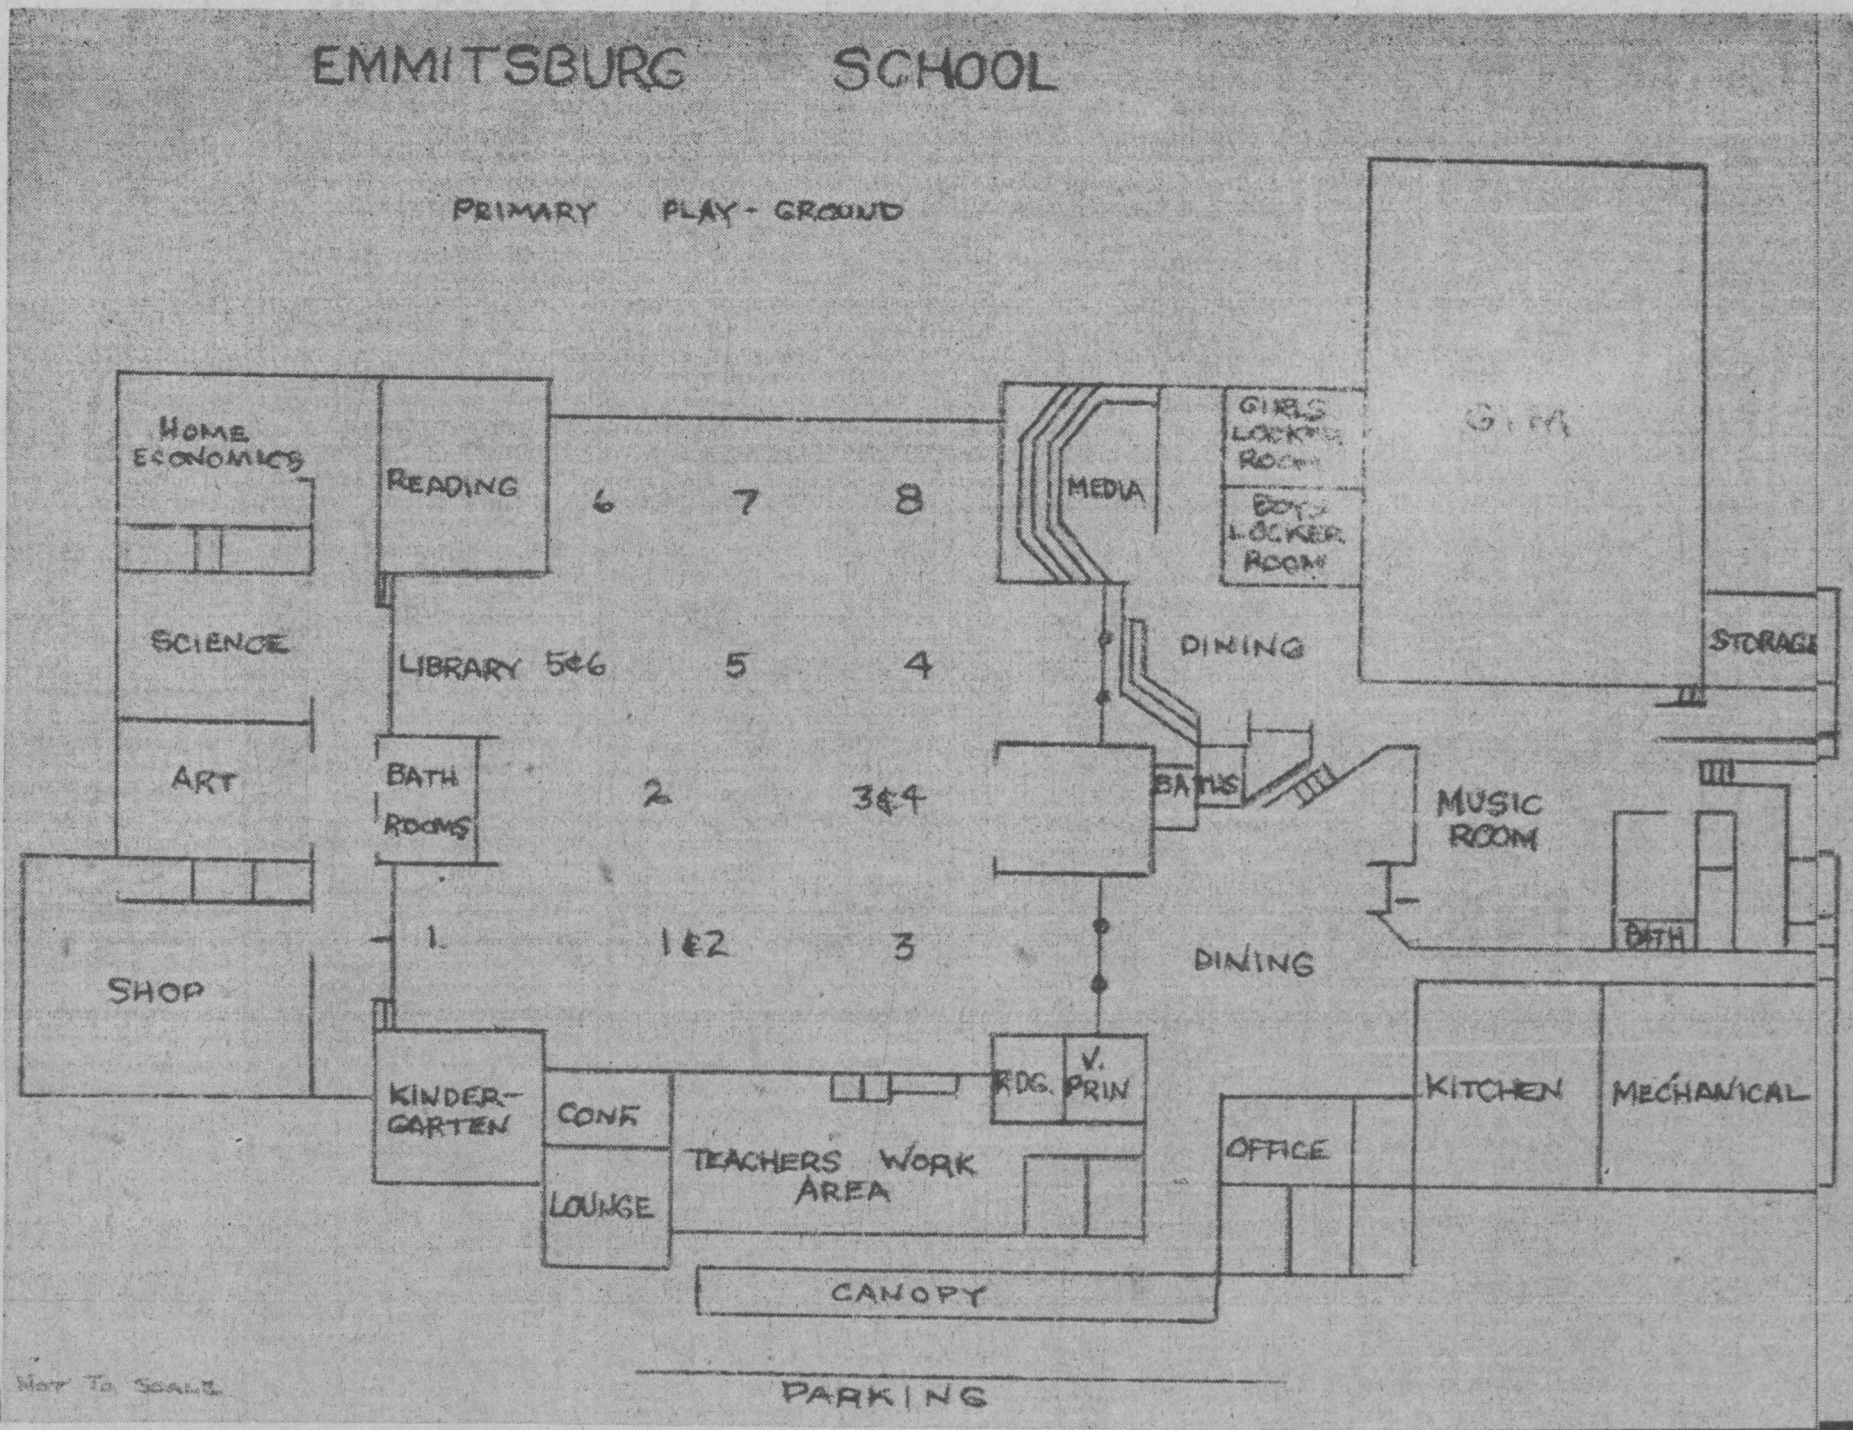 EMMITSBURG SCHOOL
PRIMARY PLAY-GROUND
HOME
ECONOMICS
READING
6 7 8
MEDIA
GIRLS
LOCKER
ROOM
BOYS
LOCKER
ROOM
GYM
SCIENCE
LIBRARY 5&6 5 4
DINING
STORAGE
ART
BATH
ROOMS
2 3&4
BATHS
MUSIC
ROOM
SHOP
1 1&2 3
DINING
BATH
KINDER-
GARTEN
CONF
LOUNGE
TEACHERS WORK
AREA
RDG.
V.
PRIN
OFFICE
KITCHEN
MECHANICAL
CANOPY
PARKING
NOT TO SCALE